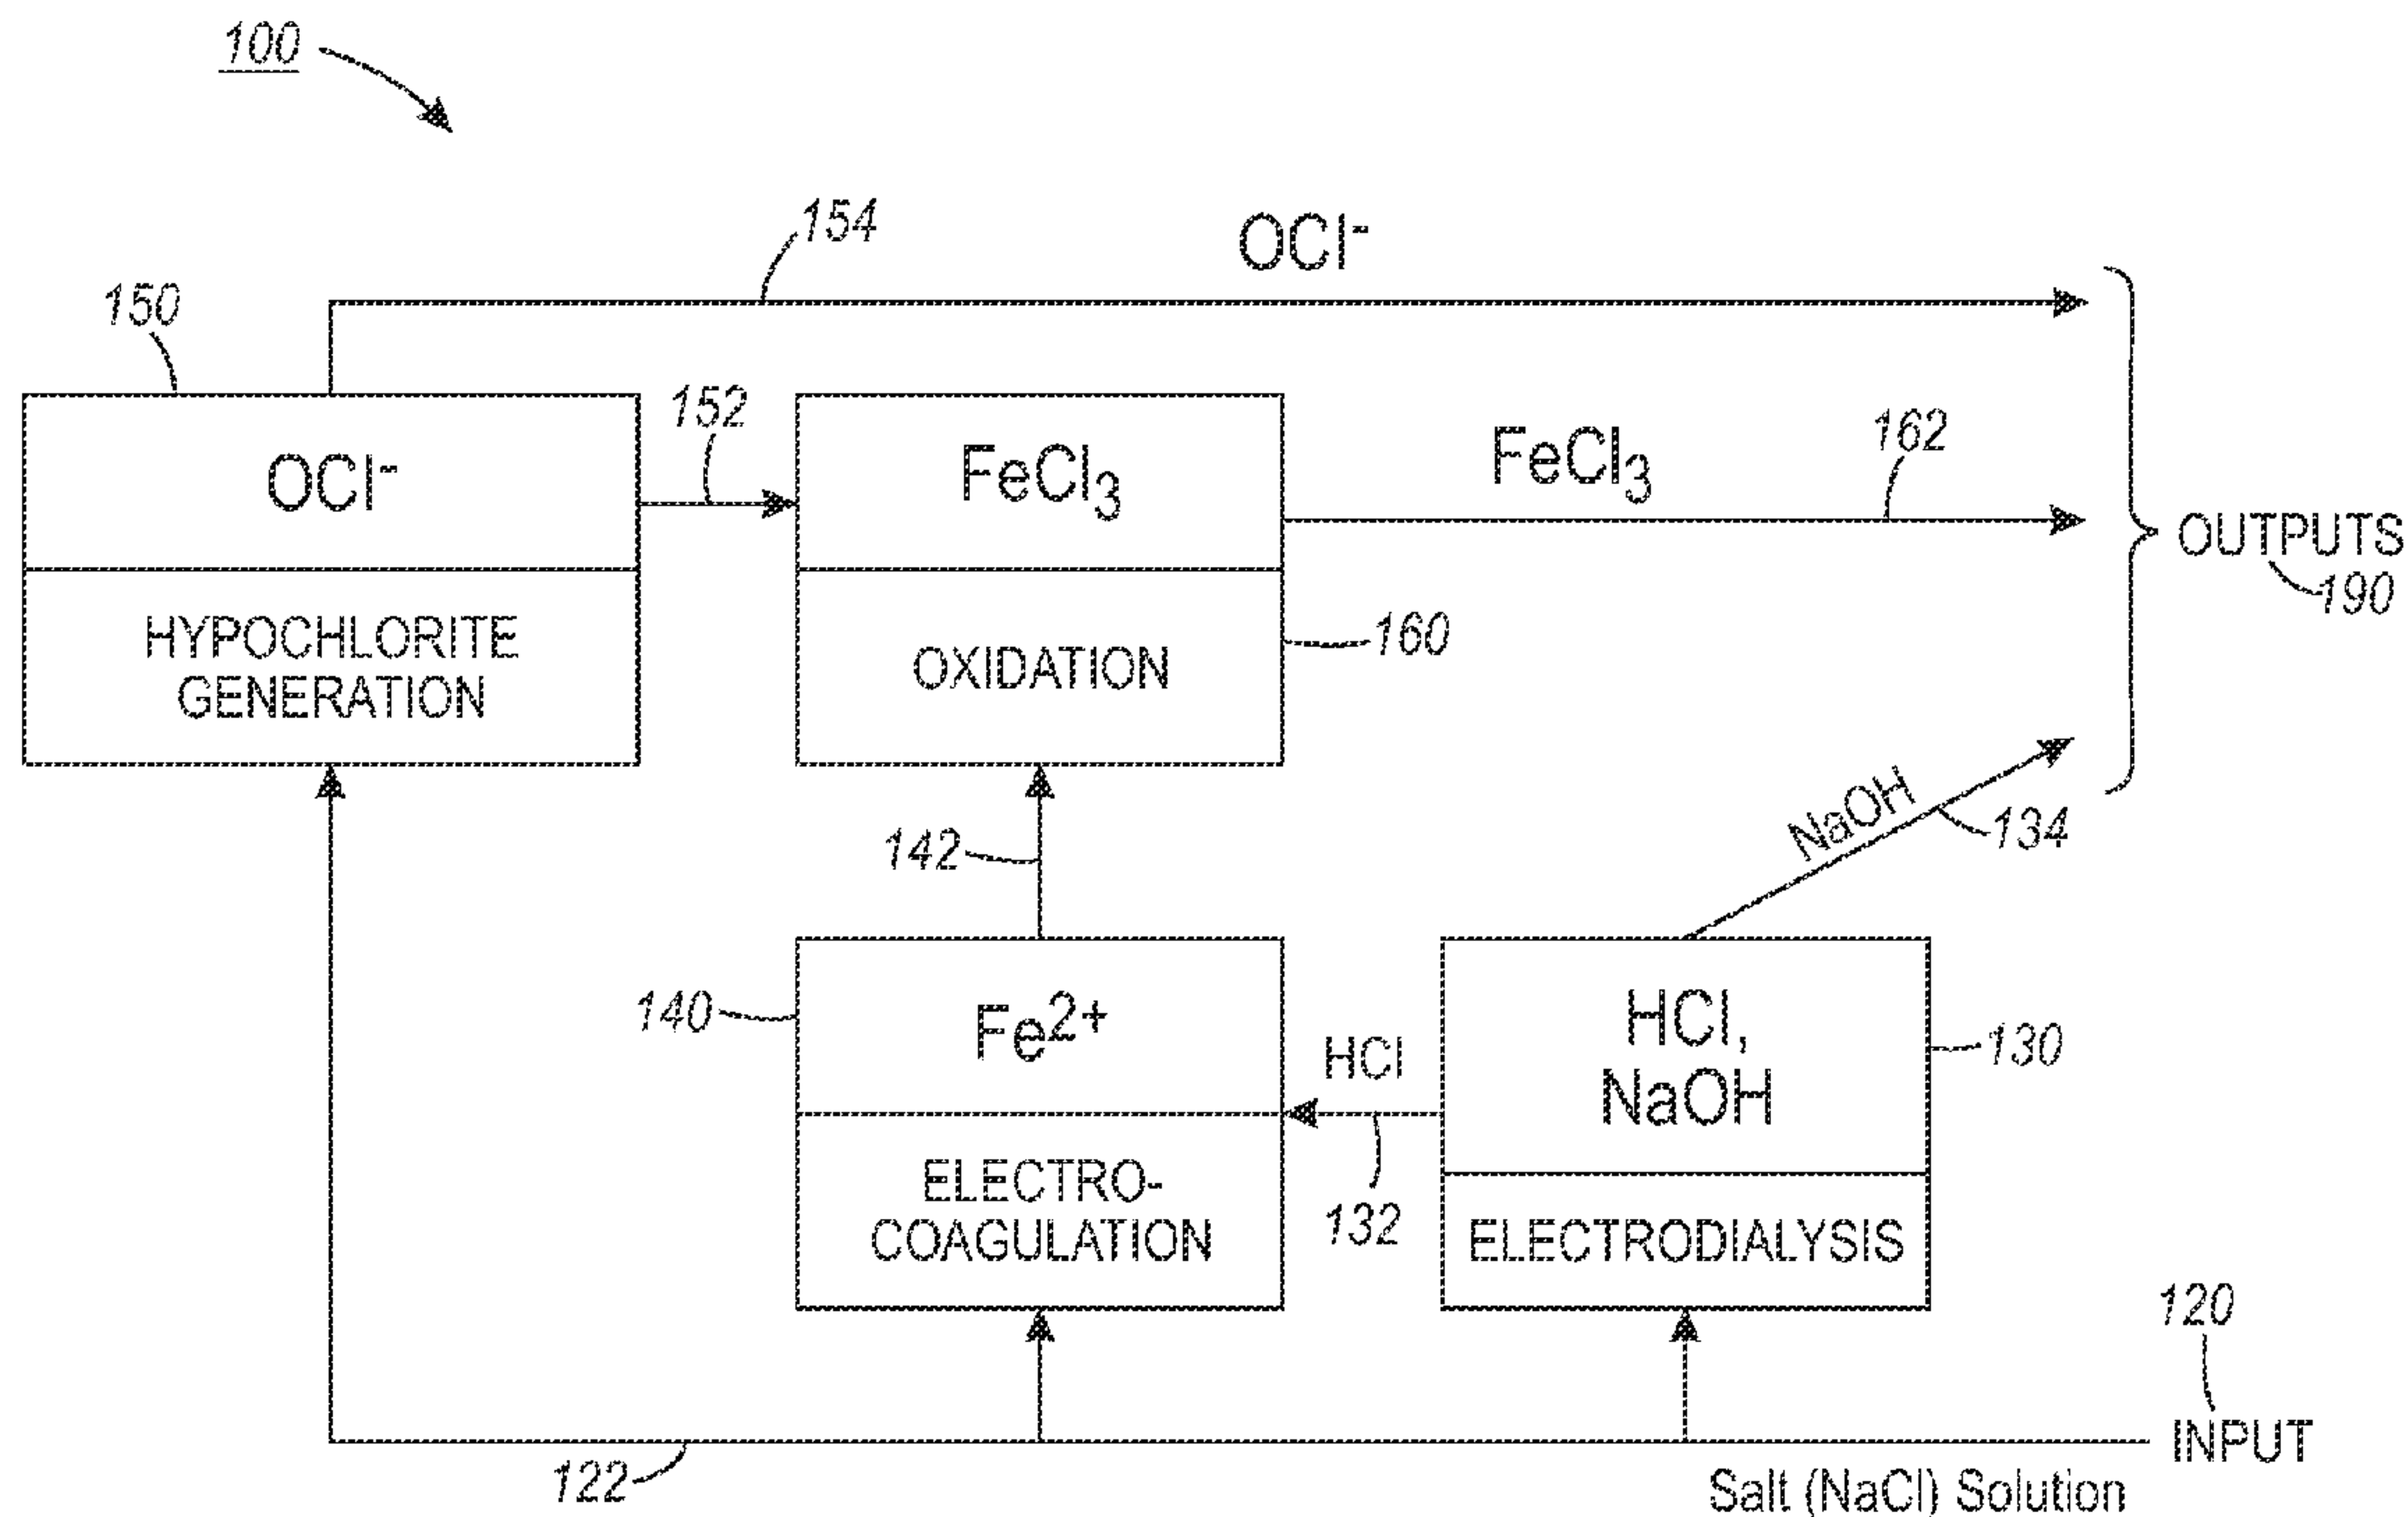 100
154
OCl⁻
150
152
162
OCl⁻
FeCl₃
FeCl₃
OUTPUTS
190
HYPOCHLORITE
GENERATION
OXIDATION
160
NaOH
134
142
140
Fe²⁺
HCl
HCl,
NaOH
130
ELECTRO-
COAGULATION
132
ELECTRODIALYSIS
120
INPUT
122
Salt (NaCl) Solution